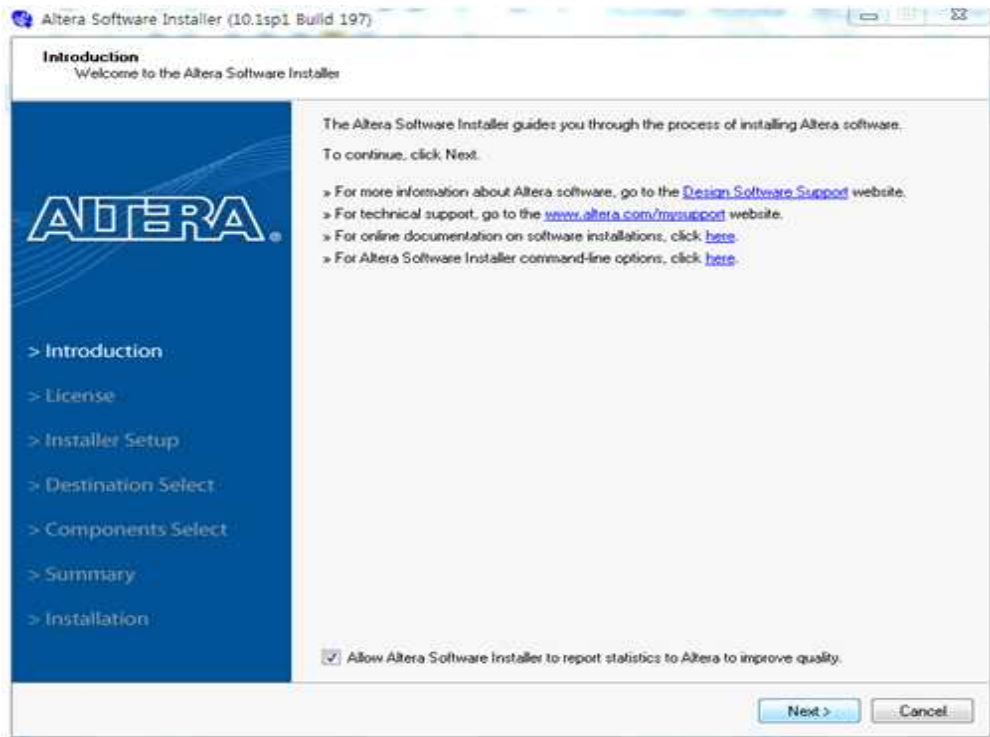 Altera Software Installer (10.1sp1 Build 197)
Introduction
Welcome to the Altera Software Installer
ALTERA®
> Introduction
> License
> Installer Setup
> Destination Select
> Components Select
> Summary
> Installation
The Altera Software Installer guides you through the process of installing Altera software.
To continue, click Next.
» For more information about Altera software, go to the Design Software Support website.
» For technical support, go to the www.altera.com/mysupport website.
» For online documentation on software installations, click here.
» For Altera Software Installer command-line options, click here.
Allow Altera Software Installer to report statistics to Altera to improve quality.
Next >
Cancel